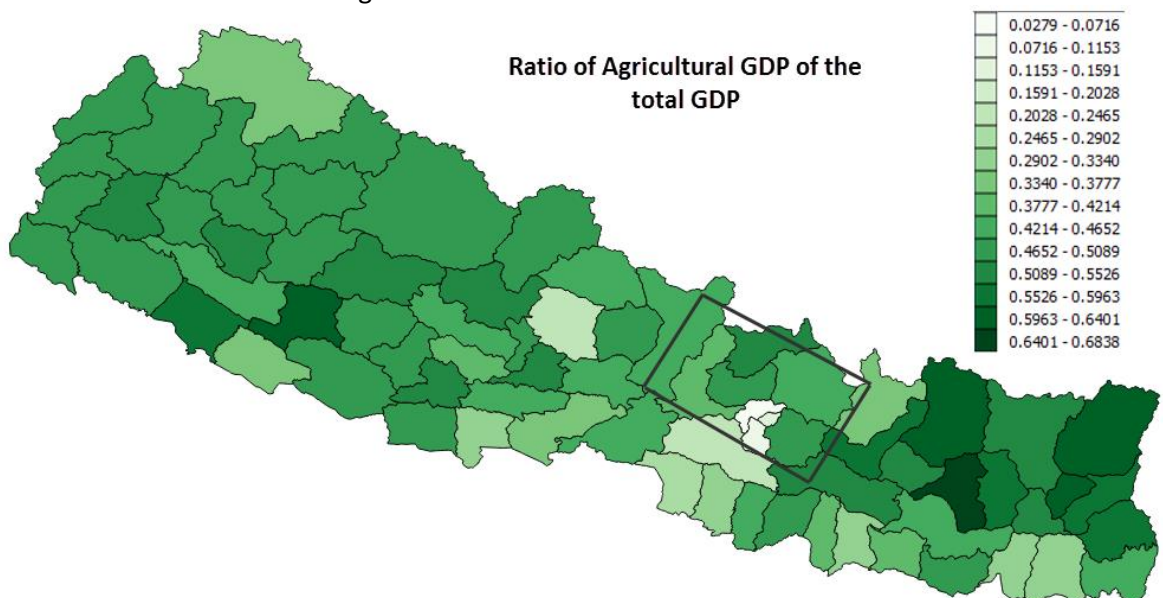 Ratio of Agricultural GDP of the
total GDP
0.0279 - 0.0716
0.0716 - 0.1153
0.1153 - 0.1591
0.1591 - 0.2028
0.2028 - 0.2465
0.2465 - 0.2902
0.2902 - 0.3340
0.3340 - 0.3777
0.3777 - 0.4214
0.4214 - 0.4652
0.4652 - 0.5089
0.5089 - 0.5526
0.5526 - 0.5963
0.5963 - 0.6401
0.6401 - 0.6838